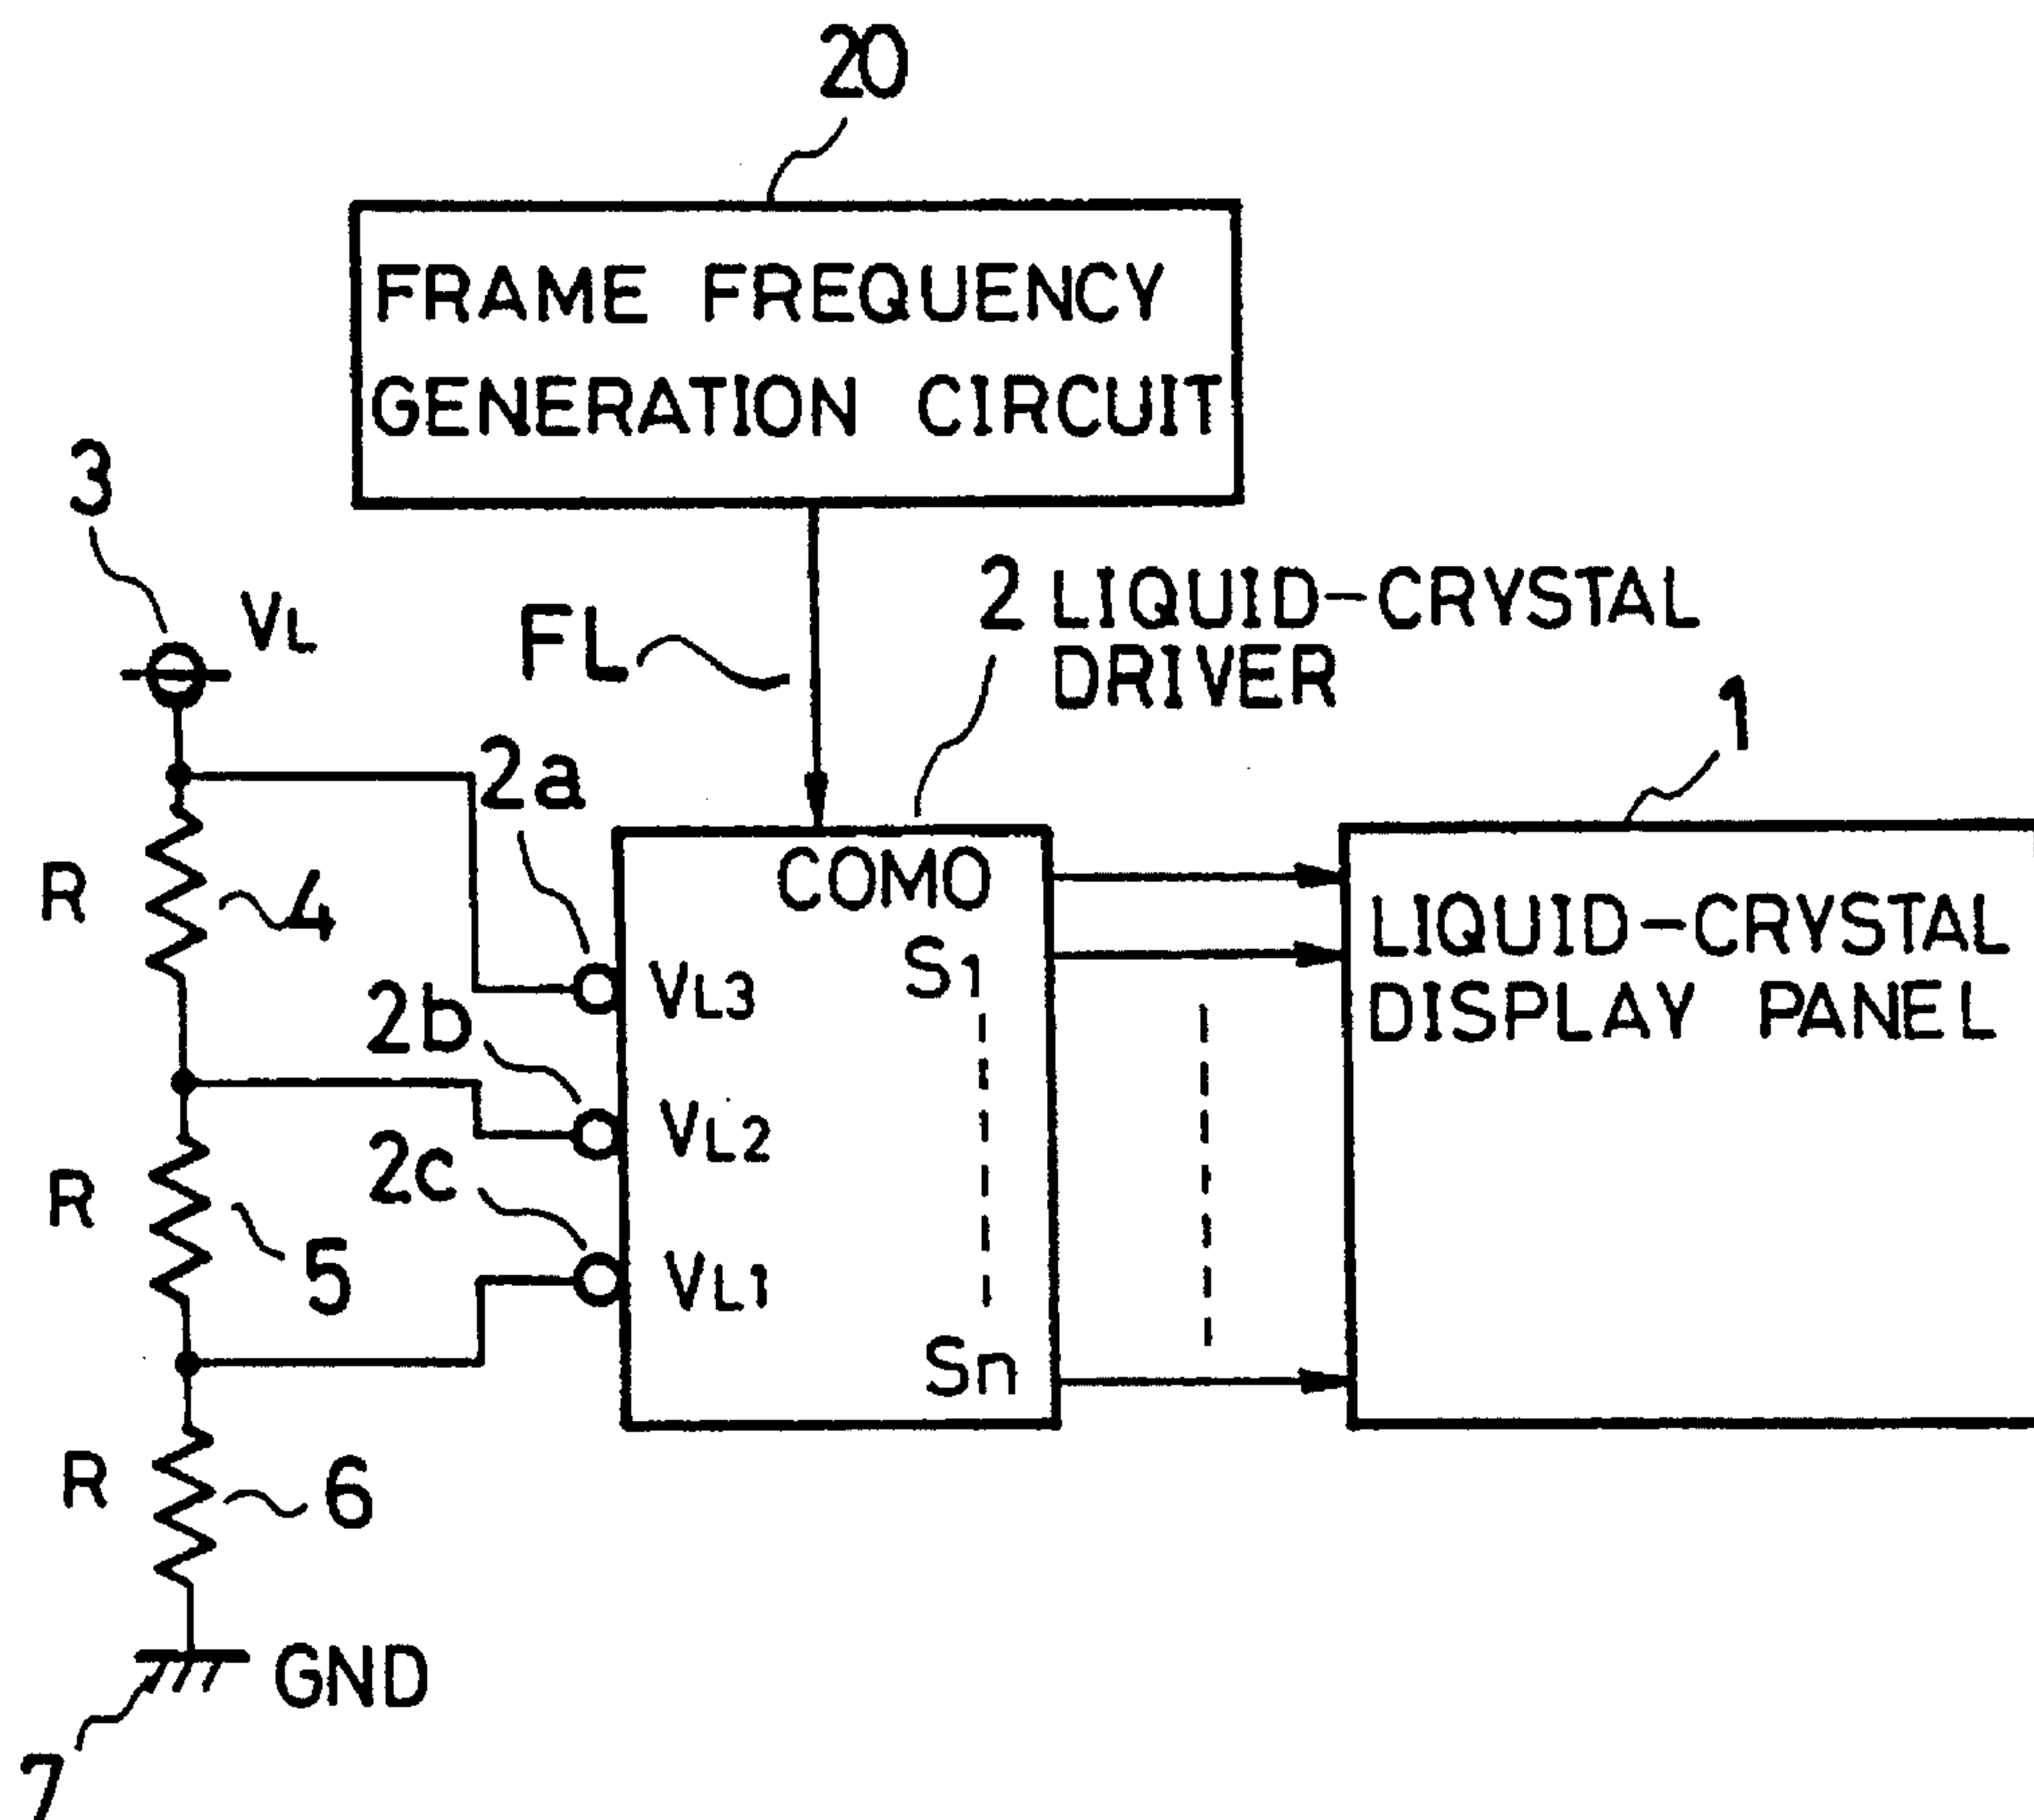 20
FRAME FREQUENCY
GENERATION CIRCUIT
3
VL
FL
2 LIQUID-CRYSTAL
DRIVER
1
2a
R
4
COM0
LIQUID-CRYSTAL
DISPLAY PANEL
S1
VL3
2b
VL2
2c
R
5
VL1
Sn
R
6
GND
7